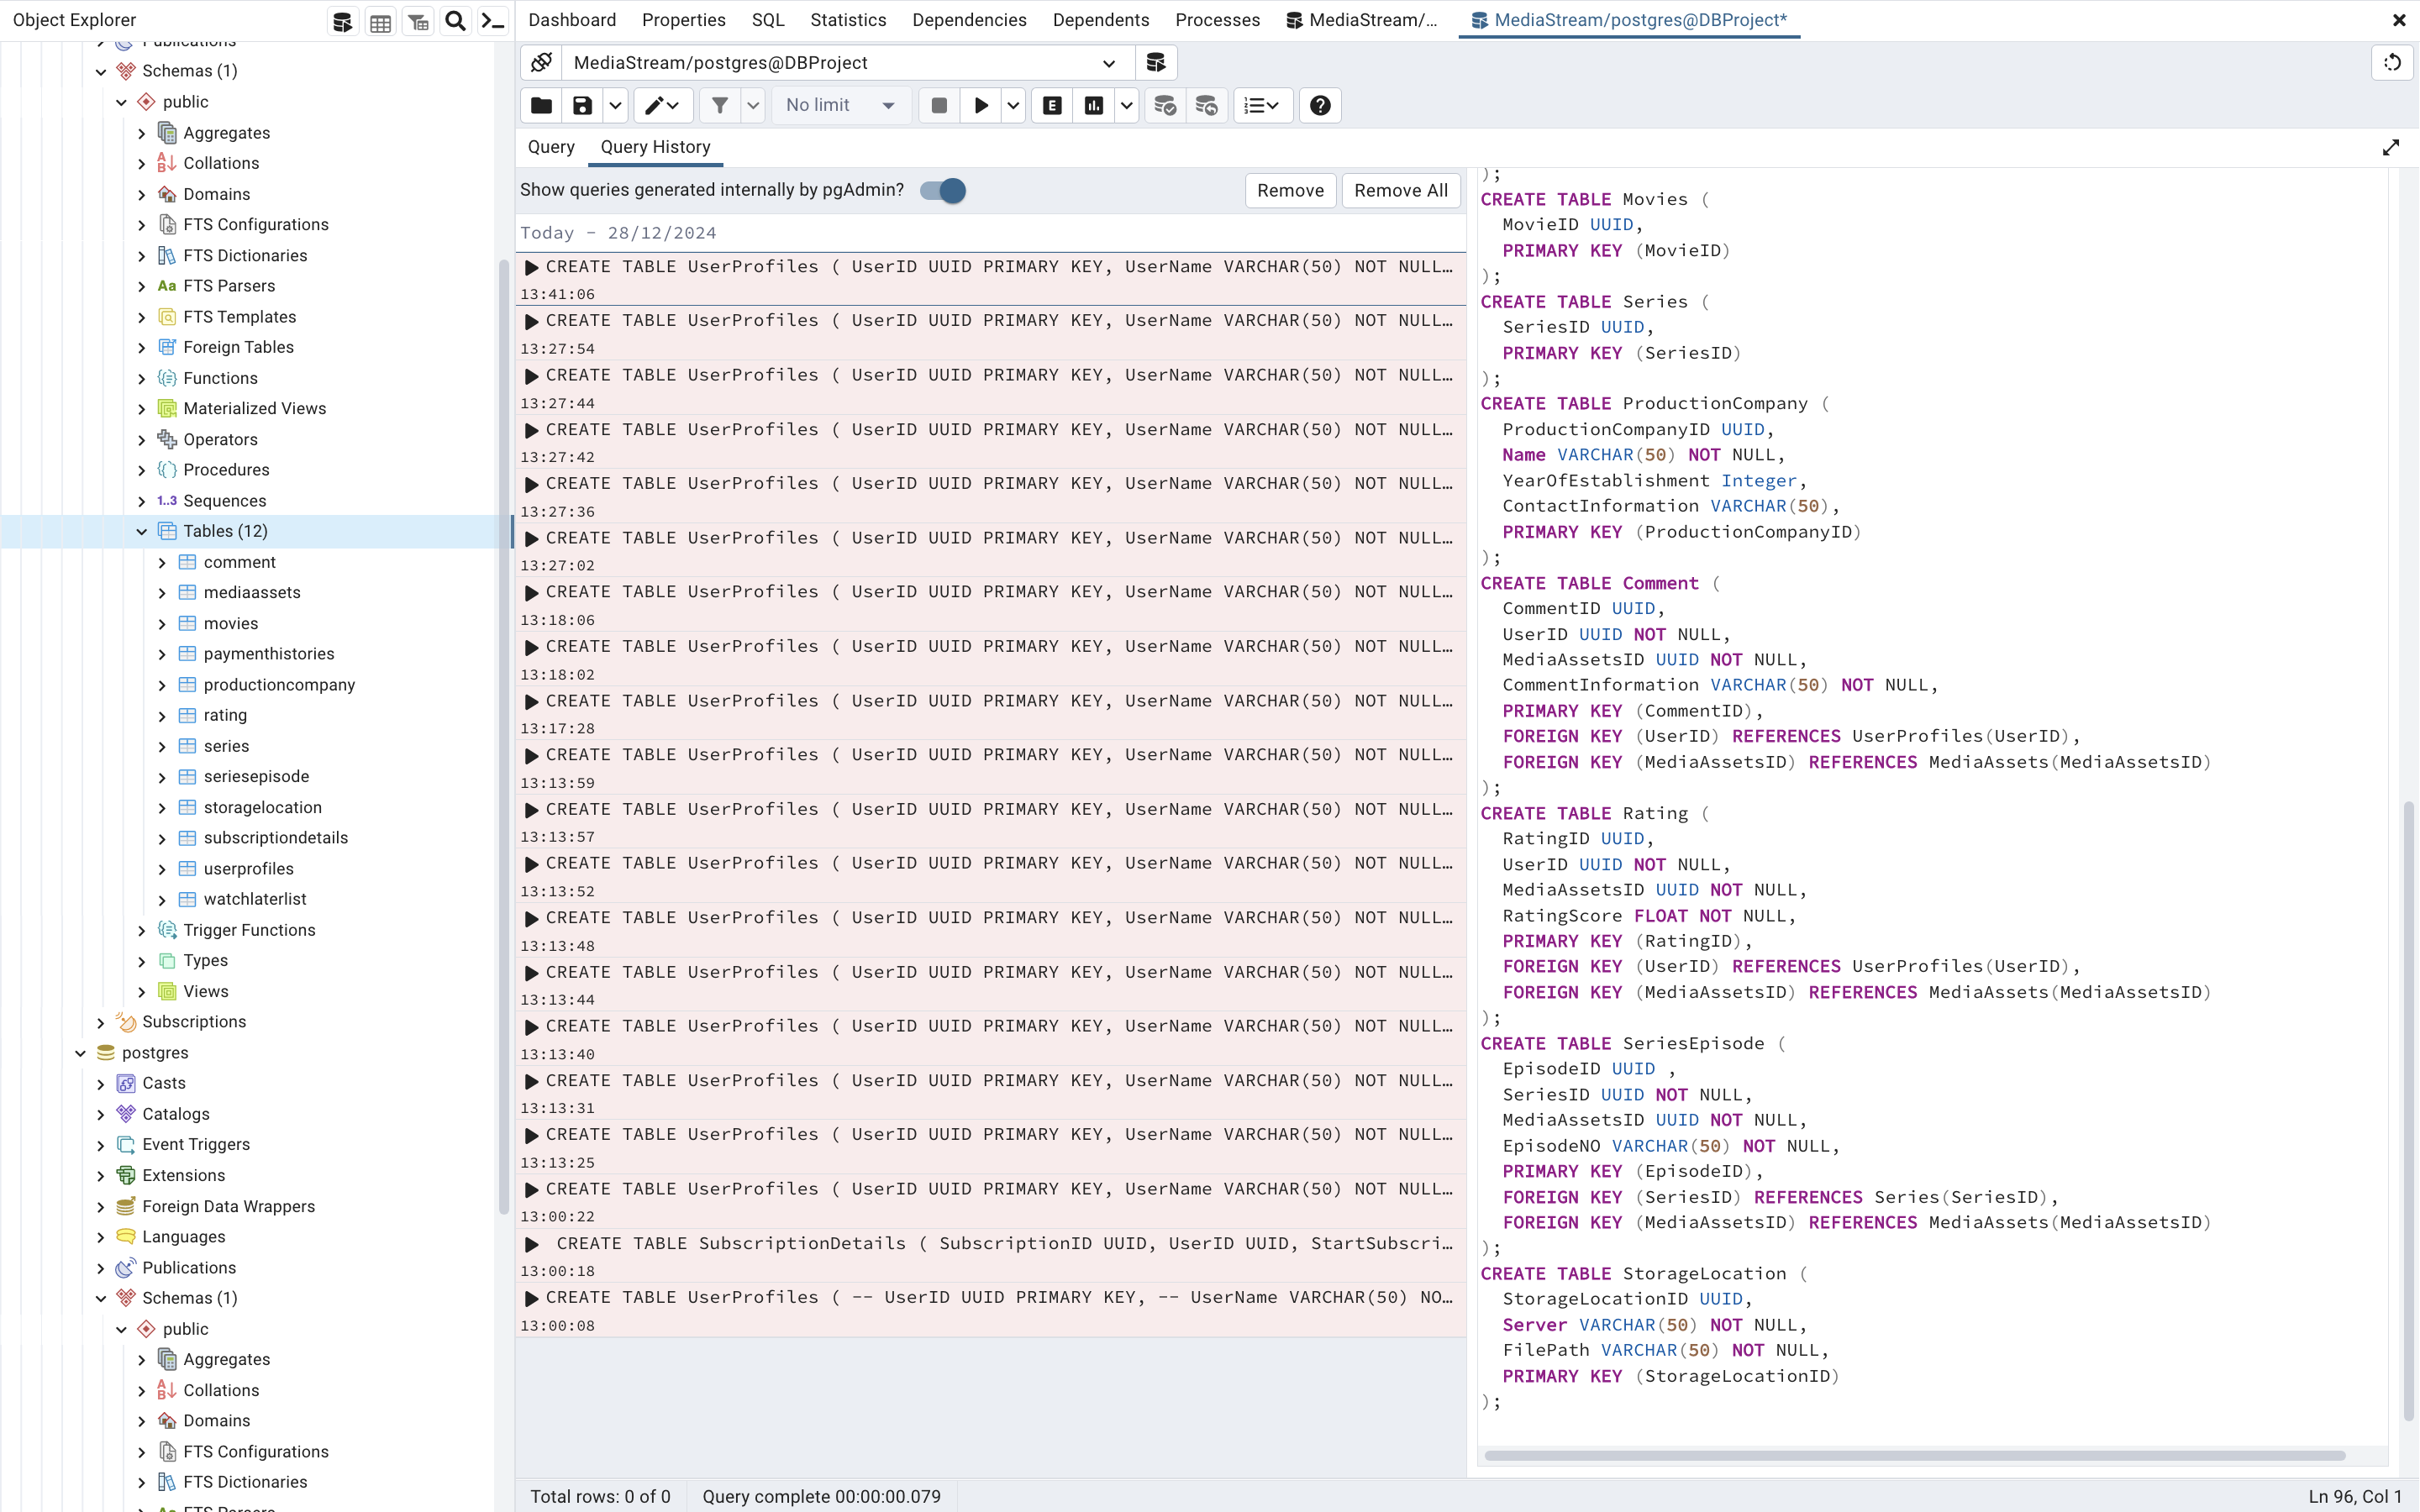 Object Explorer
Publications
Schemas (1)
public
Aggregates
Collations
Domains
FTS Configurations
FTS Dictionaries
Aa FTS Parsers
FTS Templates
Foreign Tables
Functions
Materialized Views
Operators
Procedures
1..3 Sequences
Tables (12)
comment
mediaassets
movies
paymenthistories
productioncompany
rating
series
seriesepisode
storagelocation
subscriptiondetails
userprofiles
watchlaterlist
Trigger Functions
Types
Views
Subscriptions
postgres
Casts
Catalogs
Event Triggers
Extensions
Foreign Data Wrappers
Languages
Publications
Schemas (1)
public
Aggregates
Collations
Domains
FTS Configurations
FTS Dictionaries
Aa FTS Parsers
Dashboard Properties SQL Statistics Dependencies Dependents Processes MediaStream/... MediaStream/postgres@DBProject*
MediaStream/postgres@DBProject
No limit
E
Query Query History
Show queries generated internally by pgAdmin?
Remove Remove All
Today - 28/12/2024
CREATE TABLE UserProfiles ( UserID UUID PRIMARY KEY, UserName VARCHAR(50) NOT NULL…
13:41:06
CREATE TABLE UserProfiles ( UserID UUID PRIMARY KEY, UserName VARCHAR(50) NOT NULL…
13:27:54
CREATE TABLE UserProfiles ( UserID UUID PRIMARY KEY, UserName VARCHAR(50) NOT NULL…
13:27:44
CREATE TABLE UserProfiles ( UserID UUID PRIMARY KEY, UserName VARCHAR(50) NOT NULL…
13:27:42
CREATE TABLE UserProfiles ( UserID UUID PRIMARY KEY, UserName VARCHAR(50) NOT NULL…
13:27:36
CREATE TABLE UserProfiles ( UserID UUID PRIMARY KEY, UserName VARCHAR(50) NOT NULL…
13:27:02
CREATE TABLE UserProfiles ( UserID UUID PRIMARY KEY, UserName VARCHAR(50) NOT NULL…
13:18:06
CREATE TABLE UserProfiles ( UserID UUID PRIMARY KEY, UserName VARCHAR(50) NOT NULL…
13:18:02
CREATE TABLE UserProfiles ( UserID UUID PRIMARY KEY, UserName VARCHAR(50) NOT NULL…
13:17:28
CREATE TABLE UserProfiles ( UserID UUID PRIMARY KEY, UserName VARCHAR(50) NOT NULL…
13:13:59
CREATE TABLE UserProfiles ( UserID UUID PRIMARY KEY, UserName VARCHAR(50) NOT NULL…
13:13:57
CREATE TABLE UserProfiles ( UserID UUID PRIMARY KEY, UserName VARCHAR(50) NOT NULL…
13:13:52
CREATE TABLE UserProfiles ( UserID UUID PRIMARY KEY, UserName VARCHAR(50) NOT NULL…
13:13:48
CREATE TABLE UserProfiles ( UserID UUID PRIMARY KEY, UserName VARCHAR(50) NOT NULL…
13:13:44
CREATE TABLE UserProfiles ( UserID UUID PRIMARY KEY, UserName VARCHAR(50) NOT NULL…
13:13:40
CREATE TABLE UserProfiles ( UserID UUID PRIMARY KEY, UserName VARCHAR(50) NOT NULL…
13:13:31
CREATE TABLE UserProfiles ( UserID UUID PRIMARY KEY, UserName VARCHAR(50) NOT NULL…
13:13:25
CREATE TABLE UserProfiles ( UserID UUID PRIMARY KEY, UserName VARCHAR(50) NOT NULL…
13:00:22
CREATE TABLE SubscriptionDetails ( SubscriptionID UUID, UserID UUID, StartSubscri…
13:00:18
CREATE TABLE UserProfiles ( -- UserID UUID PRIMARY KEY, -- UserName VARCHAR(50) NO…
13:00:08
);
CREATE TABLE Movies (
MovieID UUID,
PRIMARY KEY (MovieID)
);
CREATE TABLE Series (
SeriesID UUID,
PRIMARY KEY (SeriesID)
);
CREATE TABLE ProductionCompany (
ProductionCompanyID UUID,
Name VARCHAR(50) NOT NULL,
YearOfEstablishment Integer,
ContactInformation VARCHAR(50),
PRIMARY KEY (ProductionCompanyID)
);
CREATE TABLE Comment (
CommentID UUID,
UserID UUID NOT NULL,
MediaAssetsID UUID NOT NULL,
CommentInformation VARCHAR(50) NOT NULL,
PRIMARY KEY (CommentID),
FOREIGN KEY (UserID) REFERENCES UserProfiles(UserID),
FOREIGN KEY (MediaAssetsID) REFERENCES MediaAssets(MediaAssetsID)
);
CREATE TABLE Rating (
RatingID UUID,
UserID UUID NOT NULL,
MediaAssetsID UUID NOT NULL,
RatingScore FLOAT NOT NULL,
PRIMARY KEY (RatingID),
FOREIGN KEY (UserID) REFERENCES UserProfiles(UserID),
FOREIGN KEY (MediaAssetsID) REFERENCES MediaAssets(MediaAssetsID)
);
CREATE TABLE SeriesEpisode (
EpisodeID UUID ,
SeriesID UUID NOT NULL,
MediaAssetsID UUID NOT NULL,
EpisodeNO VARCHAR(50) NOT NULL,
PRIMARY KEY (EpisodeID),
FOREIGN KEY (SeriesID) REFERENCES Series(SeriesID),
FOREIGN KEY (MediaAssetsID) REFERENCES MediaAssets(MediaAssetsID)
);
CREATE TABLE StorageLocation (
StorageLocationID UUID,
Server VARCHAR(50) NOT NULL,
FilePath VARCHAR(50) NOT NULL,
PRIMARY KEY (StorageLocationID)
);
Total rows: 0 of 0 Query complete 00:00:00.079 Ln 96, Col 1